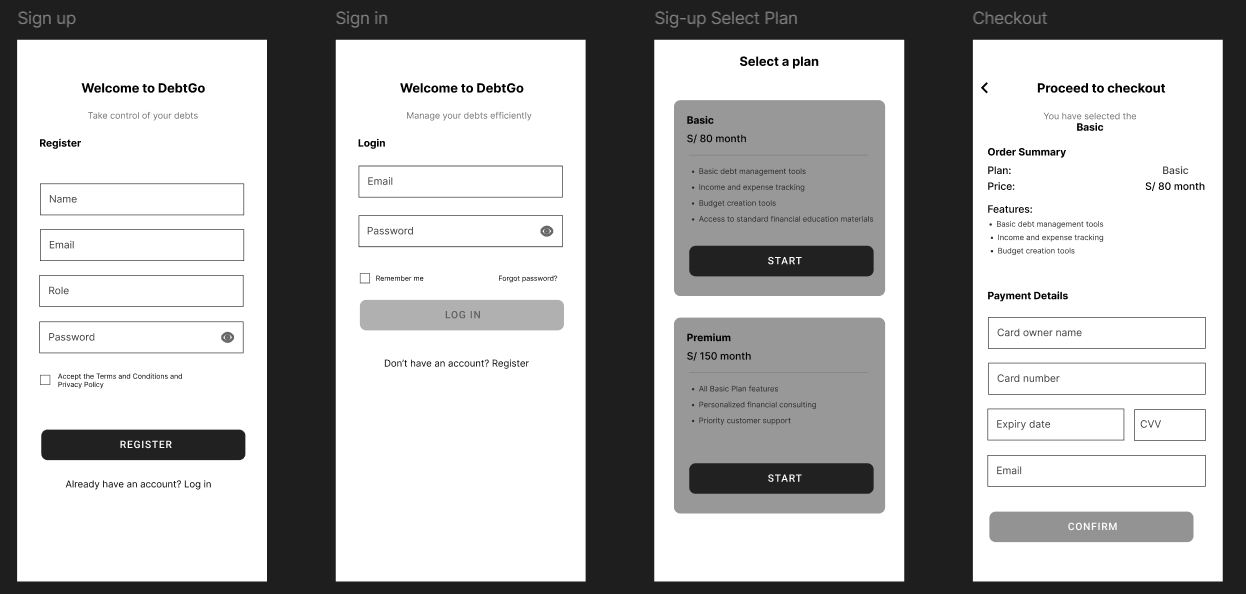 Sign up
Welcome to DebtGo
Take control of your debts
Register
Name
Email
Role
Password
Accept the Terms and Conditions and
Privacy Policy
REGISTER
Already have an account? Log in
Sign in
Welcome to DebtGo
Manage your debts efficiently
Login
Email
Password
Remember me
Forgot password?
LOG IN
Don't have an account? Register
Sig-up Select Plan
Select a plan
Basic
S/ 80 month
• Basic debt management tools
• Income and expense tracking
• Budget creation tools
• Access to standard financial education materials
START
Premium
S/ 150 month
• All Basic Plan features
• Personalized financial consulting
• Priority customer support
START
Checkout
Proceed to checkout
You have selected the
Basic
Order Summary
Plan: Basic
Price: S/ 80 month
Features:
• Basic debt management tools
• Income and expense tracking
• Budget creation tools
Payment Details
Card owner name
Card number
Expiry date
CVV
Email
CONFIRM